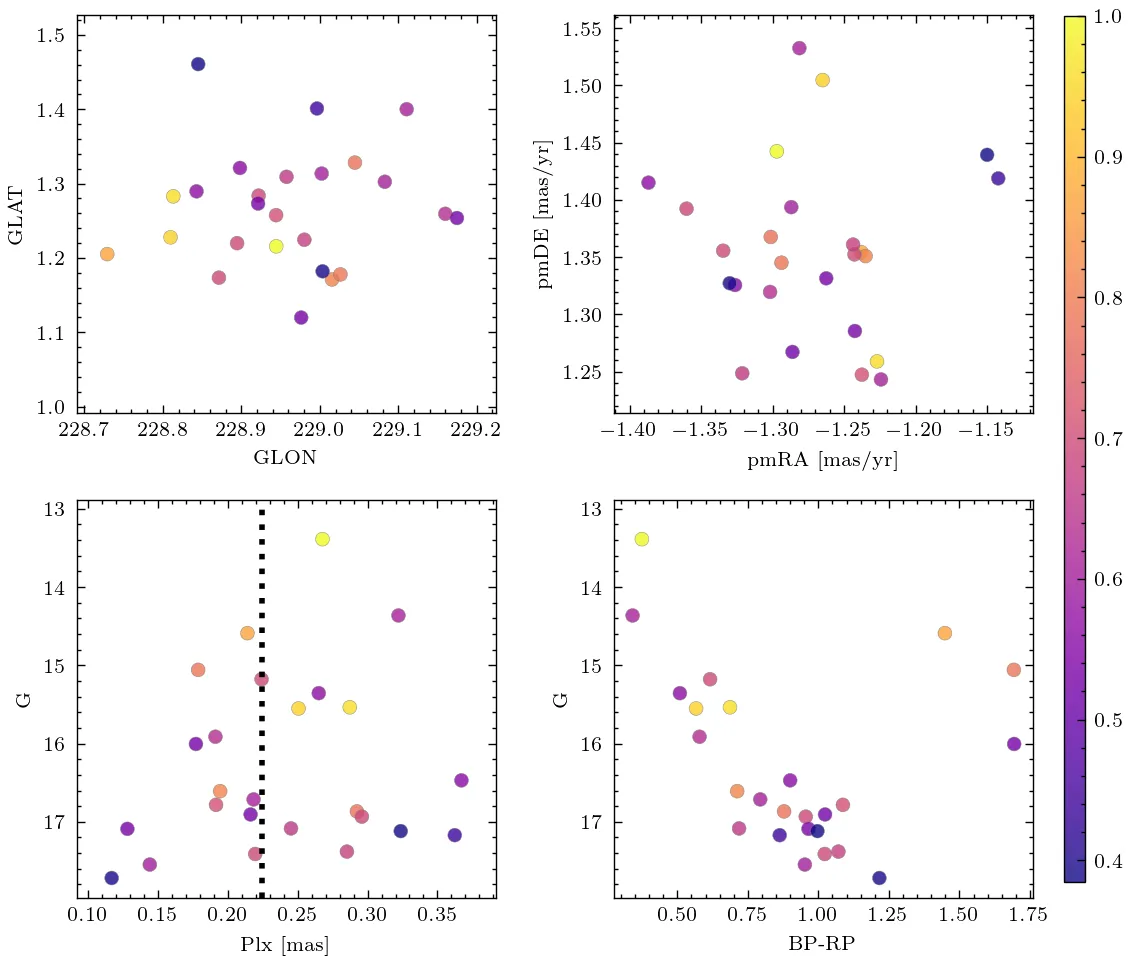 1.5
1.4
1.3
1.2
1.1
1.0
GLAT
228.7 228.8 228.9 229.0 229.1 229.2
GLON
1.55
1.50
1.45
1.40
1.35
1.30
1.25
pmDE [mas/yr]
−1.40 −1.35 −1.30 −1.25 −1.20 −1.15
pmRA [mas/yr]
13
14
15
16
17
G
0.10 0.15 0.20 0.25 0.30 0.35
Plx [mas]
13
14
15
16
17
G
0.50 0.75 1.00 1.25 1.50 1.75
BP-RP
1.0
0.9
0.8
0.7
0.6
0.5
0.4